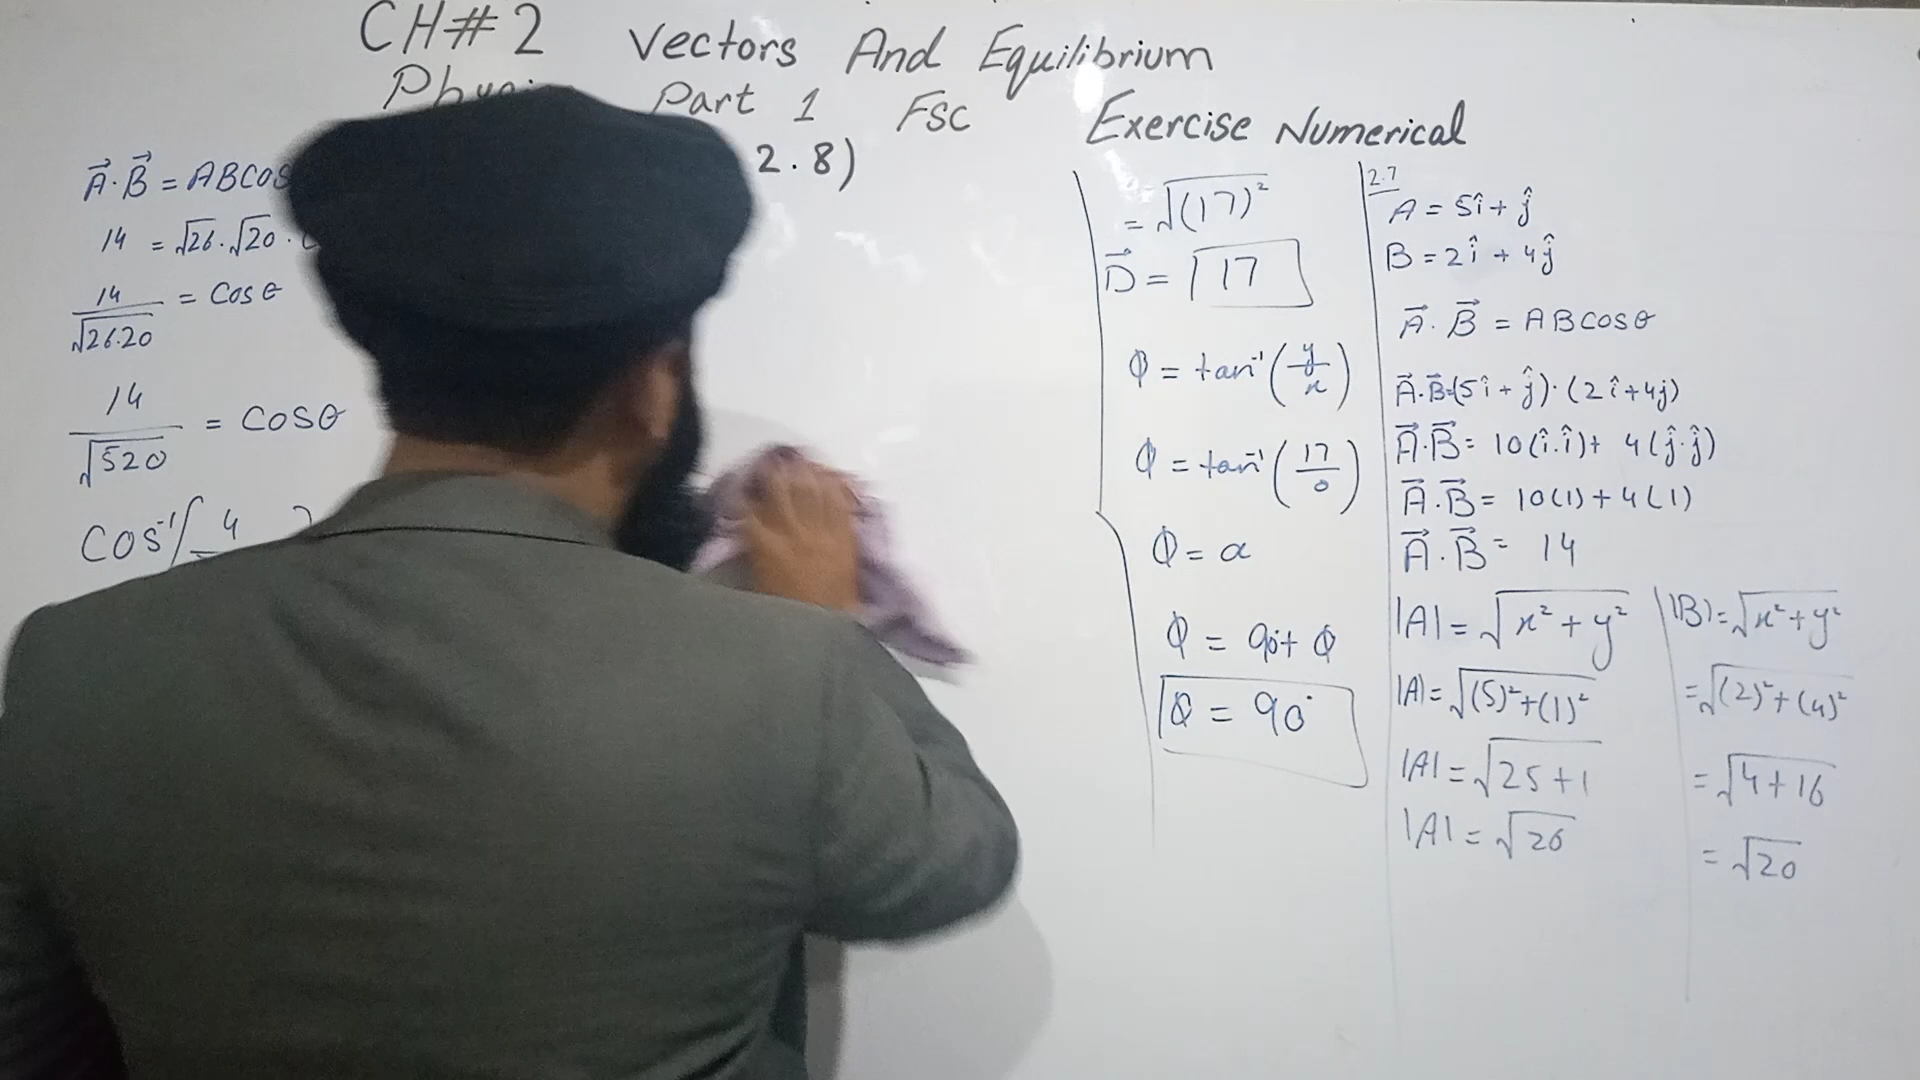 CH#2 Vectors And Equilibrium
Part 1 FSC Exercise Numerical
2.8)
A⃗·B⃗ = ABCOS
14 = √26·√20·
14/√26.20 = Cosθ
14/√520 = COSθ
COS⁻¹( 4
= √(17)²
D⃗ = 17
Φ = tan⁻¹(y/x)
Φ = tan⁻¹(17/0)
Φ = α
Φ = 90+ Φ
Φ = 90°
2.7
A = 5î + ĵ
B = 2î + 4ĵ
A⃗·B⃗ = ABCOSθ
A⃗·B⃗=(5î + ĵ)·(2î+4j)
A⃗·B⃗= 10(î.î)+ 4(ĵ·ĵ)
A⃗·B⃗= 10(1)+4(1)
A⃗·B⃗= 14
|A| = √x²+y²
|A|= √(5)²+(1)²
|A| = √25+1
|A| = √26
|B|=√x²+y²
=√(2)²+(4)²
=√4+16
= √20